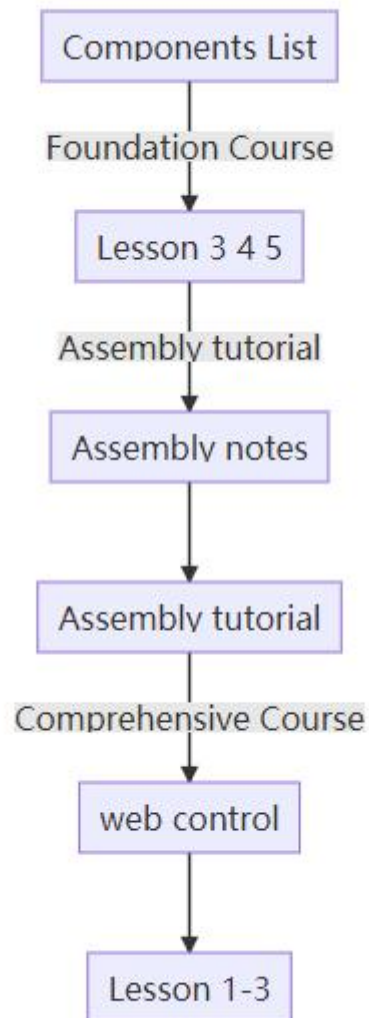 Components List
Foundation Course
Lesson 3 4 5
Assembly tutorial
Assembly notes
Assembly tutorial
Comprehensive Course
web control
Lesson 1-3